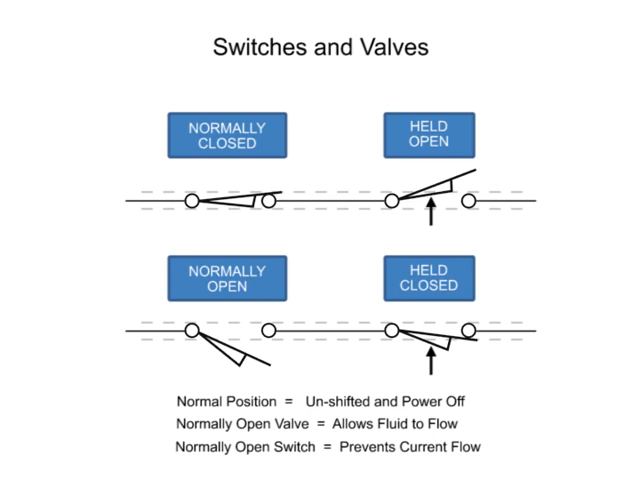 Switches and Valves
NORMALLY
CLOSED
HELD
OPEN
NORMALLY
OPEN
HELD
CLOSED
Normal Position = Un-shifted and Power Off
Normally Open Valve = Allows Fluid to Flow
Normally Open Switch = Prevents Current Flow